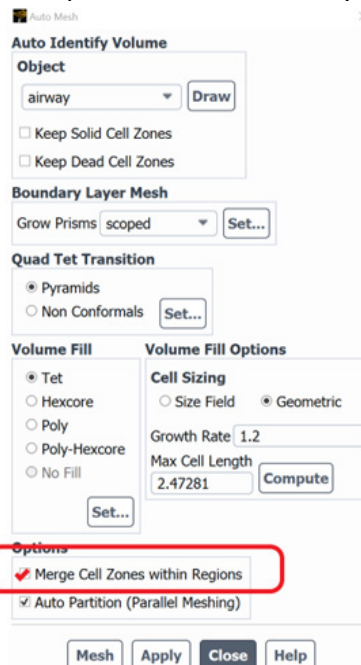 Auto Mesh
Auto Identify Volume
Object
airway
Draw
Keep Solid Cell Zones
Keep Dead Cell Zones
Boundary Layer Mesh
Grow Prisms scoped Set...
Quad Tet Transition
Pyramids
Non Conformals Set...
Volume Fill
Tet
Hexcore
Poly
Poly-Hexcore
No Fill
Set...
Volume Fill Options
Cell Sizing
Size Field Geometric
Growth Rate 1.2
Max Cell Length
2.47281 Compute
Options
Merge Cell Zones within Regions
Auto Partition (Parallel Meshing)
Mesh Apply Close Help